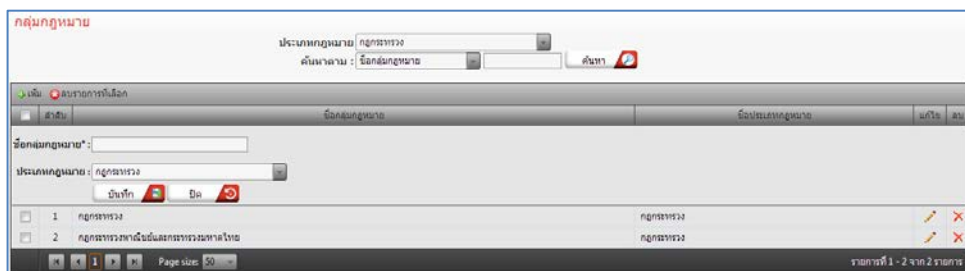 กลุ่มกฎหมาย
ประเภทกฎหมาย กฎกระทรวง
ค้นหาตาม : ชื่อกลุ่มกฎหมาย ค้นหา
เพิ่ม ลบรายการที่เลือก
ลำดับ ชื่อกลุ่มกฎหมาย ชื่อประเภทกฎหมาย แก้ไข ลบ
ชื่อกลุ่มกฎหมาย* :
ประเภทกฎหมาย : กฎกระทรวง
บันทึก ปิด
1 กฎกระทรวง กฎกระทรวง
2 กฎกระทรวงพาณิชย์และกระทรวงมหาดไทย กฎกระทรวง
1 Page size: 50 รายการที่ 1 - 2 จาก 2 รายการ